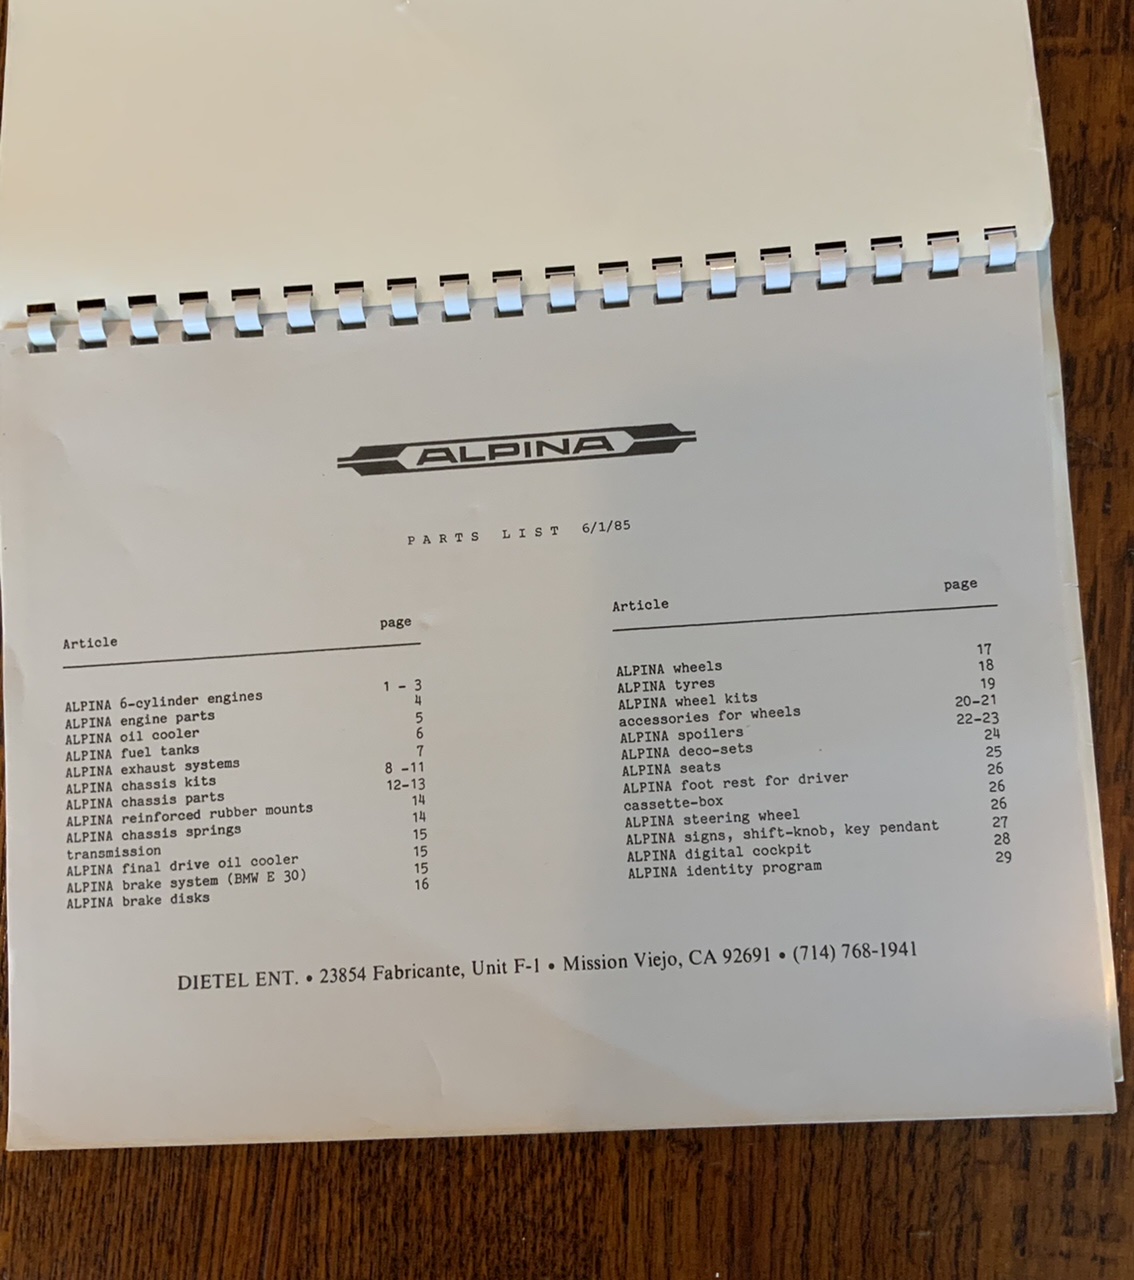 ALPINA
PARTS LIST 6/1/85
Article page
ALPINA 6-cylinder engines 1 - 3
ALPINA engine parts 4
ALPINA oil cooler 5
ALPINA fuel tanks 6
ALPINA exhaust systems 7
ALPINA chassis kits 8 -11
ALPINA chassis parts 12-13
ALPINA reinforced rubber mounts 14
ALPINA chassis springs 14
transmission 15
ALPINA final drive oil cooler 15
ALPINA brake system (BMW E 30) 15
ALPINA brake disks 16
Article page
ALPINA wheels 17
ALPINA tyres 18
ALPINA wheel kits 19
accessories for wheels 20-21
ALPINA spoilers 22-23
ALPINA deco-sets 24
ALPINA seats 25
ALPINA foot rest for driver 26
cassette-box 26
ALPINA steering wheel 26
ALPINA signs, shift-knob, key pendant 27
ALPINA digital cockpit 28
ALPINA identity program 29
DIETEL ENT. • 23854 Fabricante, Unit F-1 • Mission Viejo, CA 92691 • (714) 768-1941